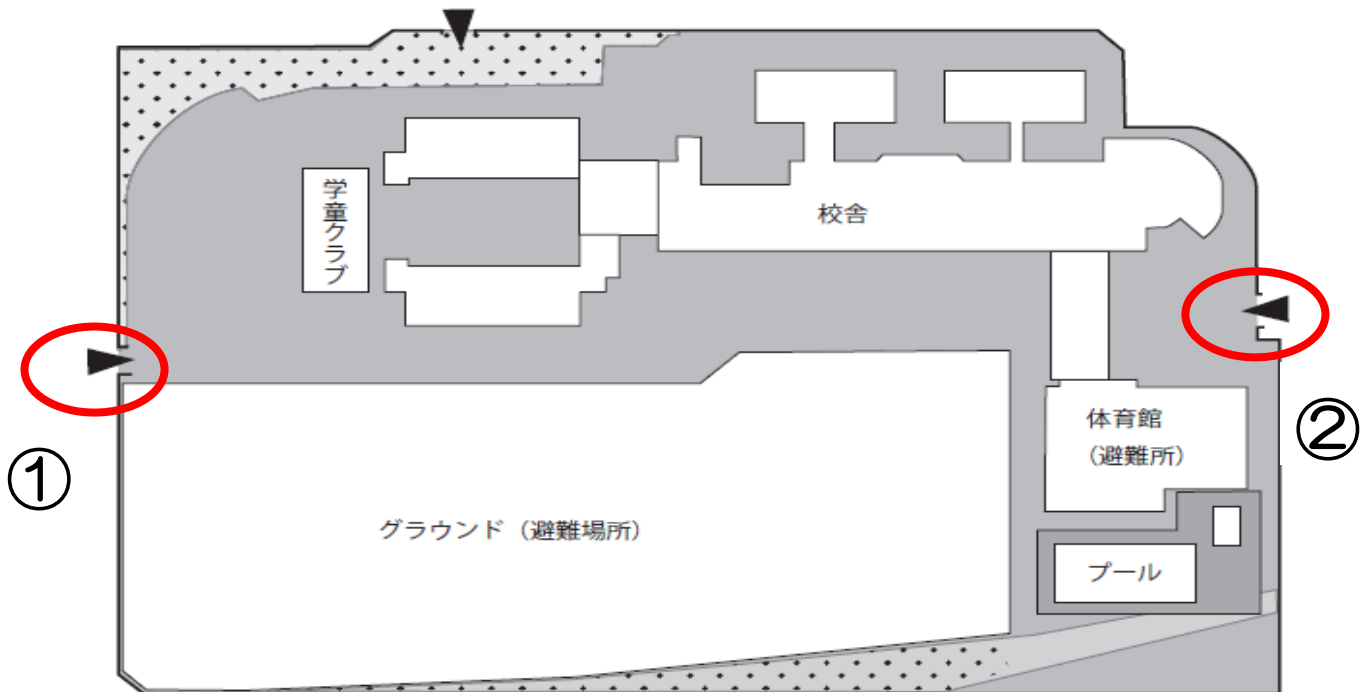 学童クラブ
校舎
体育館
（避難所）
①
②
グラウンド（避難場所）
プール